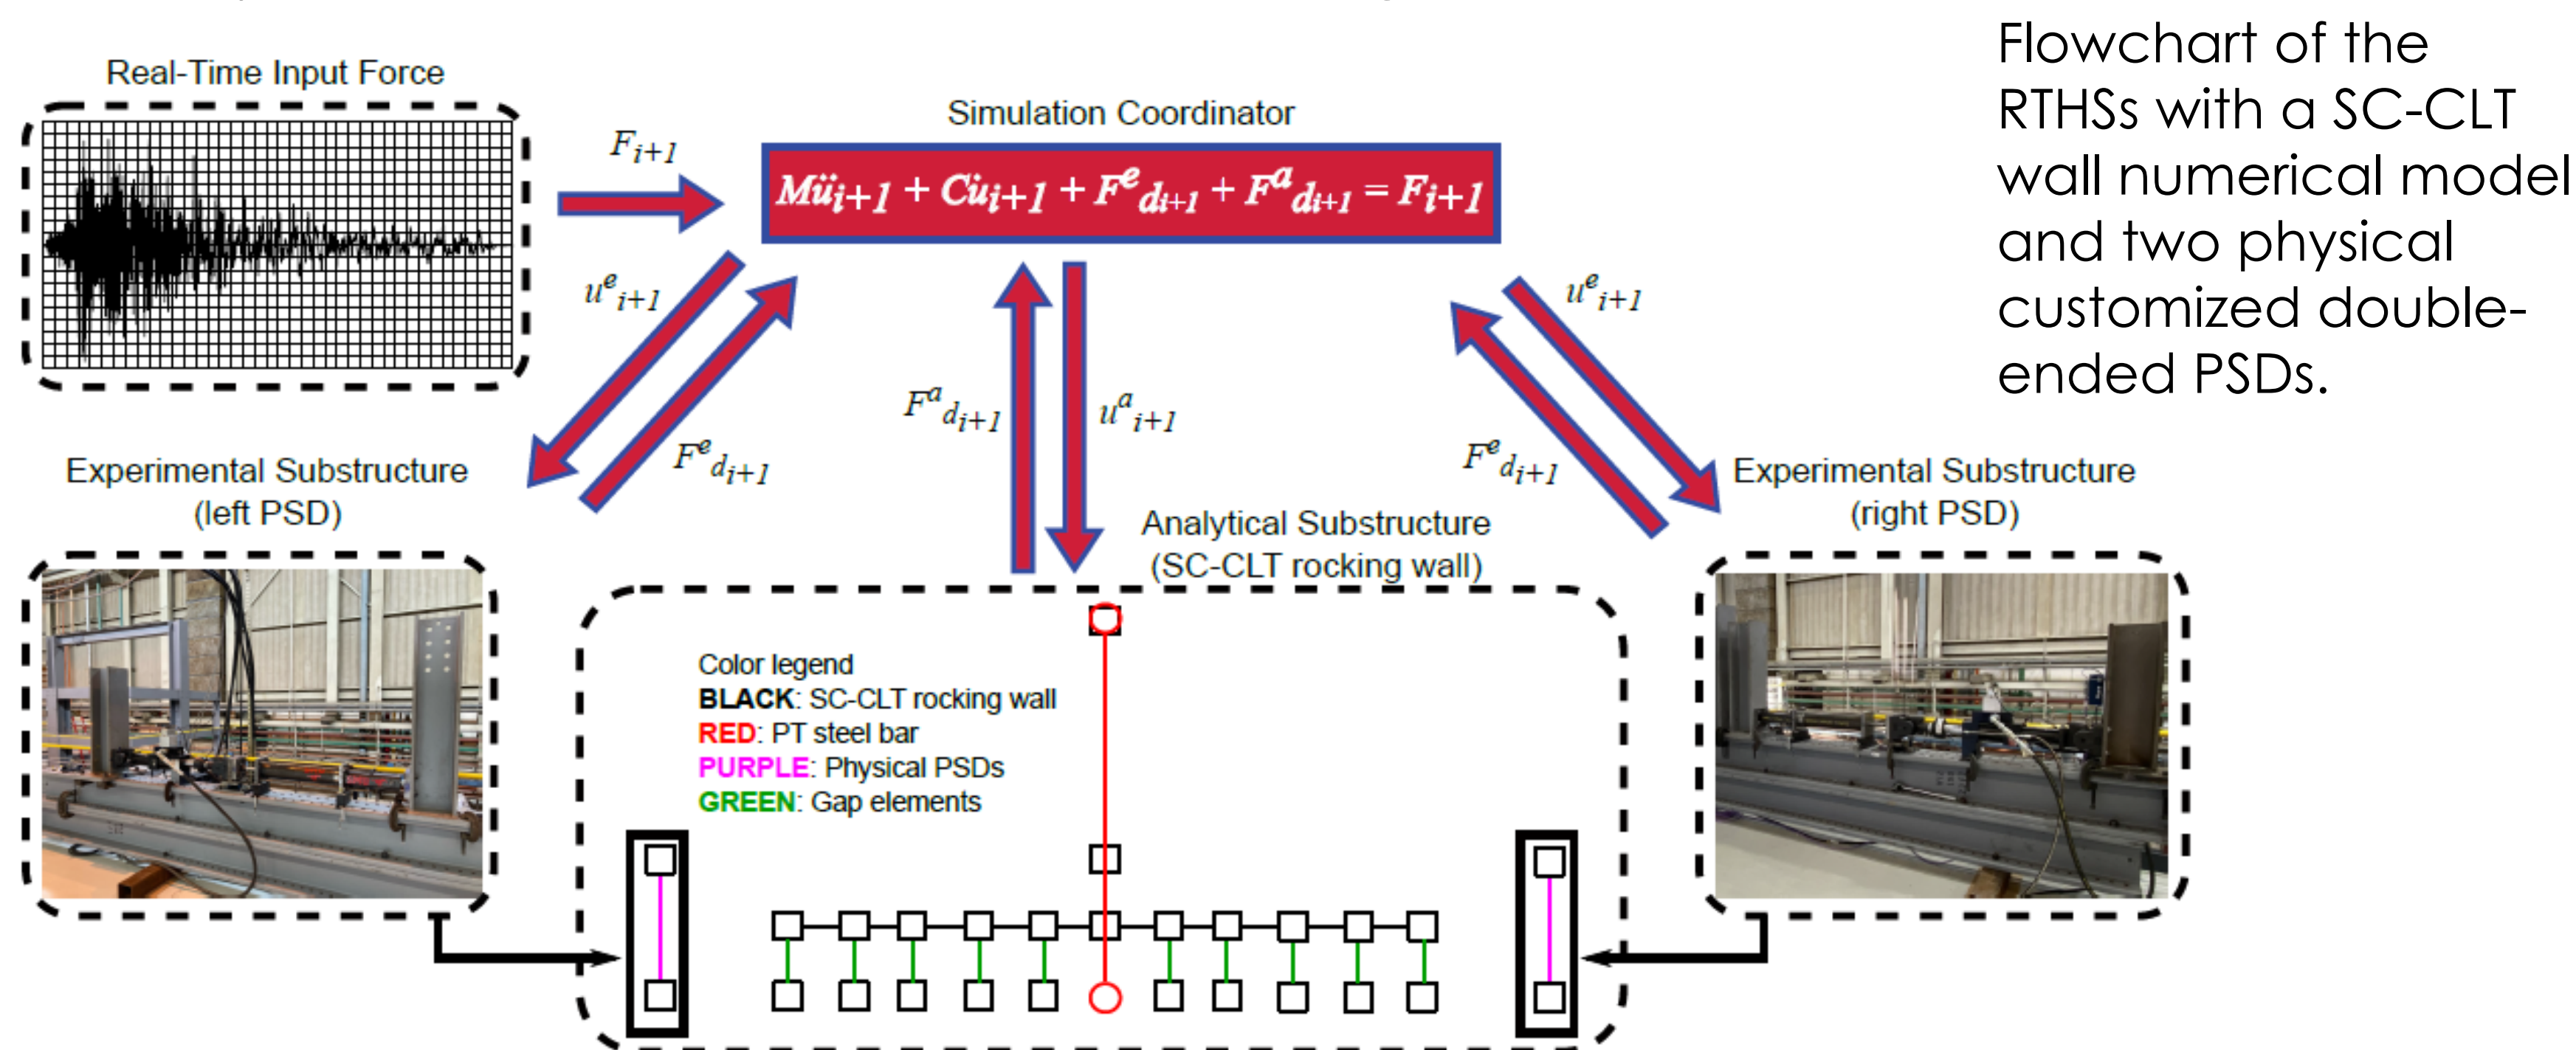 Real-Time Input Force
F_{i+1}
Simulation Coordinator
Mü_{i+1} + Cu̇_{i+1} + F^e_{d_{i+1}} + F^a_{d_{i+1}} = F_{i+1}
Flowchart of the
RTHSs with a SC-CLT
wall numerical model
and two physical
customized double-
ended PSDs.
u^e_{i+1}
F^e_{d_{i+1}}
F^a_{d_{i+1}}
u^a_{i+1}
u^e_{i+1}
F^e_{d_{i+1}}
Experimental Substructure
(left PSD)
Analytical Substructure
(SC-CLT rocking wall)
Experimental Substructure
(right PSD)
Color legend
BLACK: SC-CLT rocking wall
RED: PT steel bar
PURPLE: Physical PSDs
GREEN: Gap elements